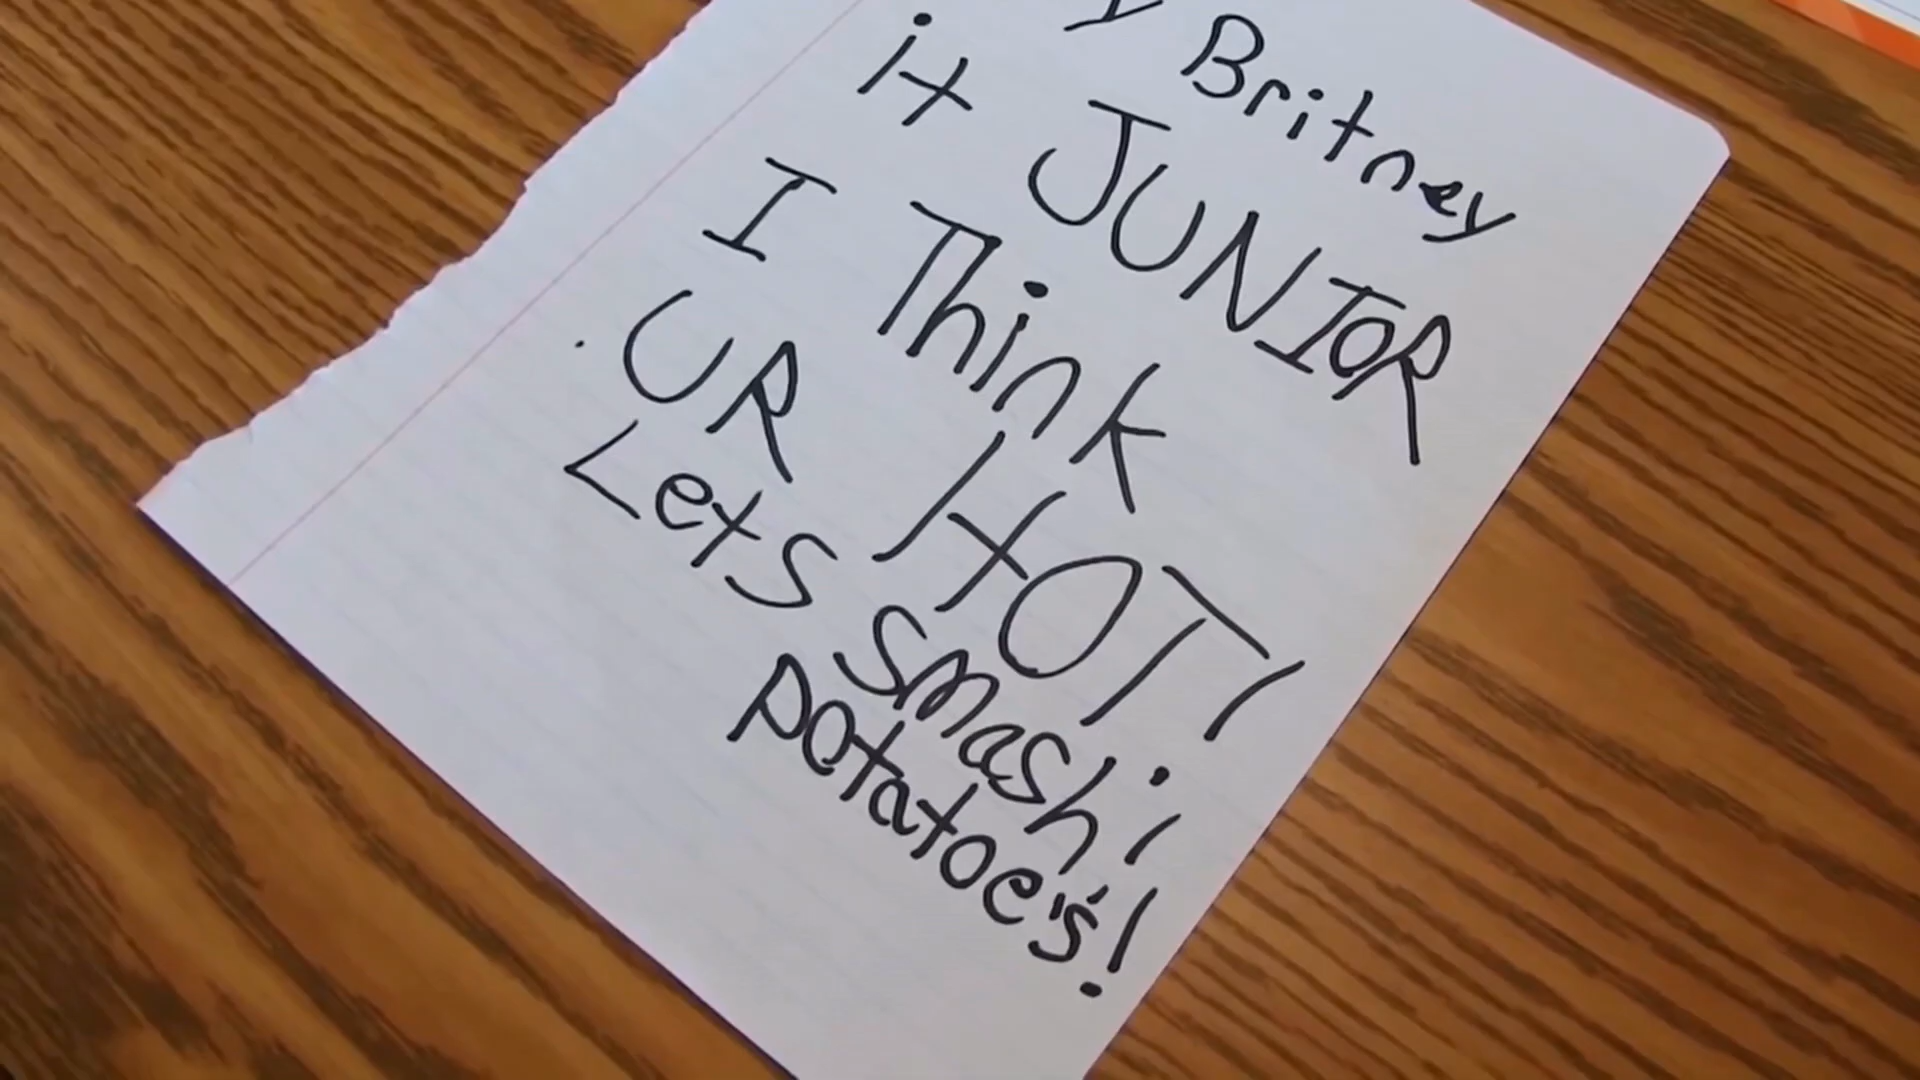 y Britney
it JUNIOR
I Think
UR HOT,
Lets smash;
potatoe's!